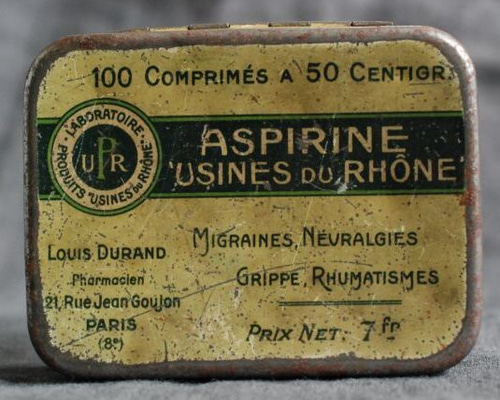 100 COMPRIMÉS A 50 CENTIGR.
LABORATOIRE
PRODUITS "USINES DU RHÔNE"
UPR
ASPIRINE
"USINES DU RHÔNE"
MIGRAINES, NÉVRALGIES
GRIPPE, RHUMATISMES
PRIX NET. 7 fr
LOUIS DURAND
Pharmacien
21, Rue Jean Goujon
PARIS
(8e)